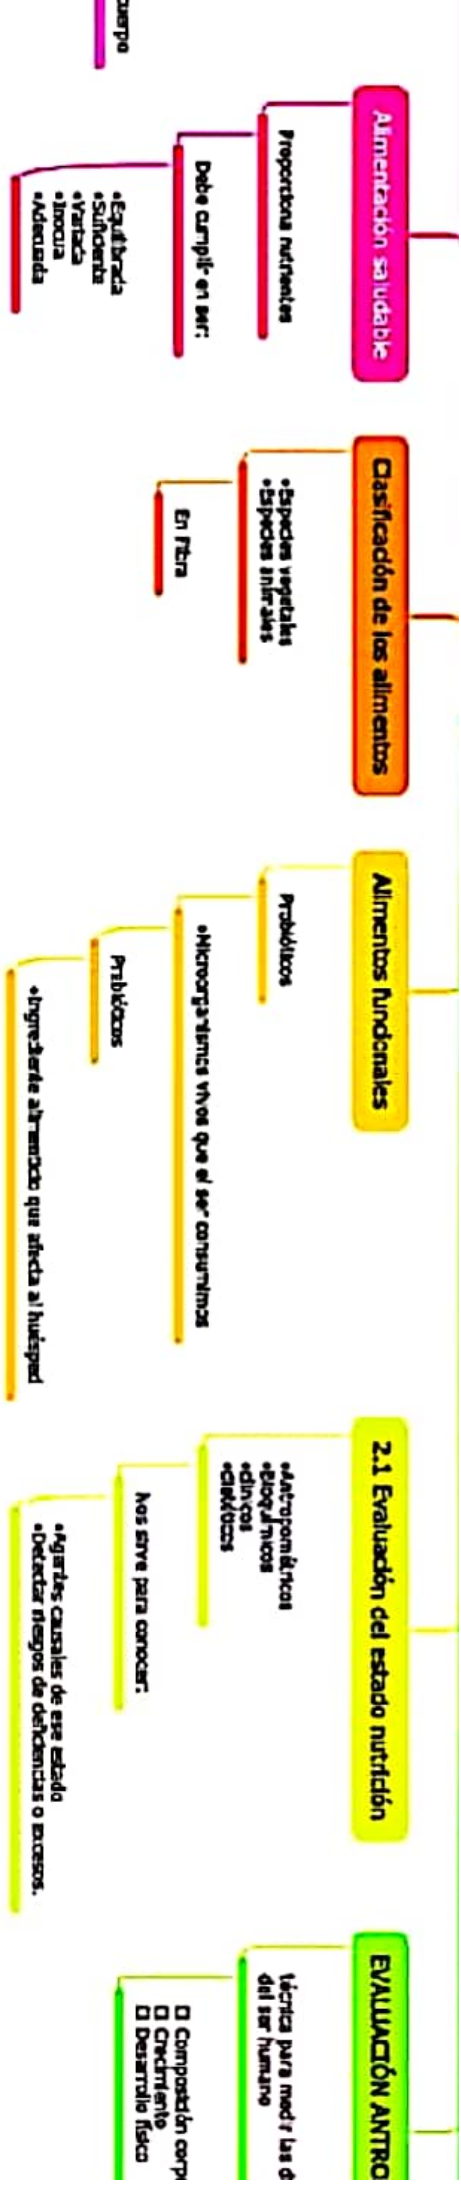 cuerpo
Alimentación saludable
Proporciona nutrientes
Debe cumplir en ser:
•Equilibrada
•Suficiente
•Variada
•Inocua
•Adecuada
Clasificación de los alimentos
•Especies vegetales
•Especies animales
En Fibra
Alimentos funcionales
Probióticos
•Microorganismos vivos que el ser consumimos
Prebióticos
•Ingrediente alimenticio que afecta al huésped
2.1 Evaluación del estado nutrición
•Antropométricos
•Bioquímicos
•clínicos
•dietéticos
Nos sirve para conocer:
•Agentes causales de ese estado
•Detectar riesgos de deficiencias o excesos.
EVALUACIÓN ANTRO
técnica para medir las d
del ser humano
☐ Composición corp
☐ Crecimiento
☐ Desarrollo físico